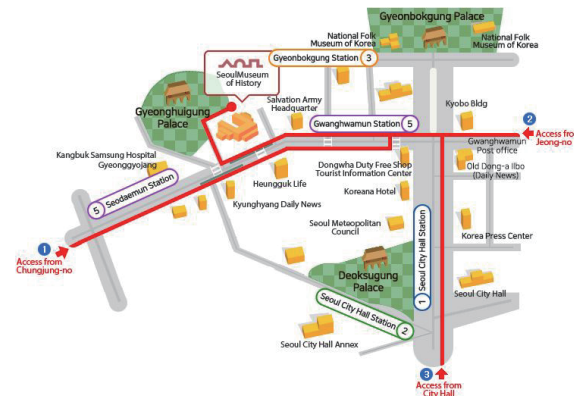 Gyeonbokgung Palace
National Folk
Museum of Korea
National Folk
Museum of Korea
Gyeonbokgung Station 3
SeoulMuseum
of History
Gyeonghuigung
Palace
Salvation Army
Headquarter
Kyobo Bldg
Gwanghwamun Station 5
2
Access fro
Jeong-no
Gwanghwamun
Post office
Kangbuk Samsung Hospital
Gyeonggyojang
Dongwha Duty Free Shop
Tourist Information Center
Old Dong-a Ilbo
(Daily News)
Heungguk Life
Koreana Hotel
5 Seodaemun Station
Kyunghyang Daily News
Seoul Meteopolitan
Council
Korea Press Center
1
Access from
Chungjung-no
Deoksugung
Palace
1 Seoul City Hall Station
Seoul City Hall
Seoul City Hall Station 2
Seoul City Hall Annex
3
Access from
City Hall